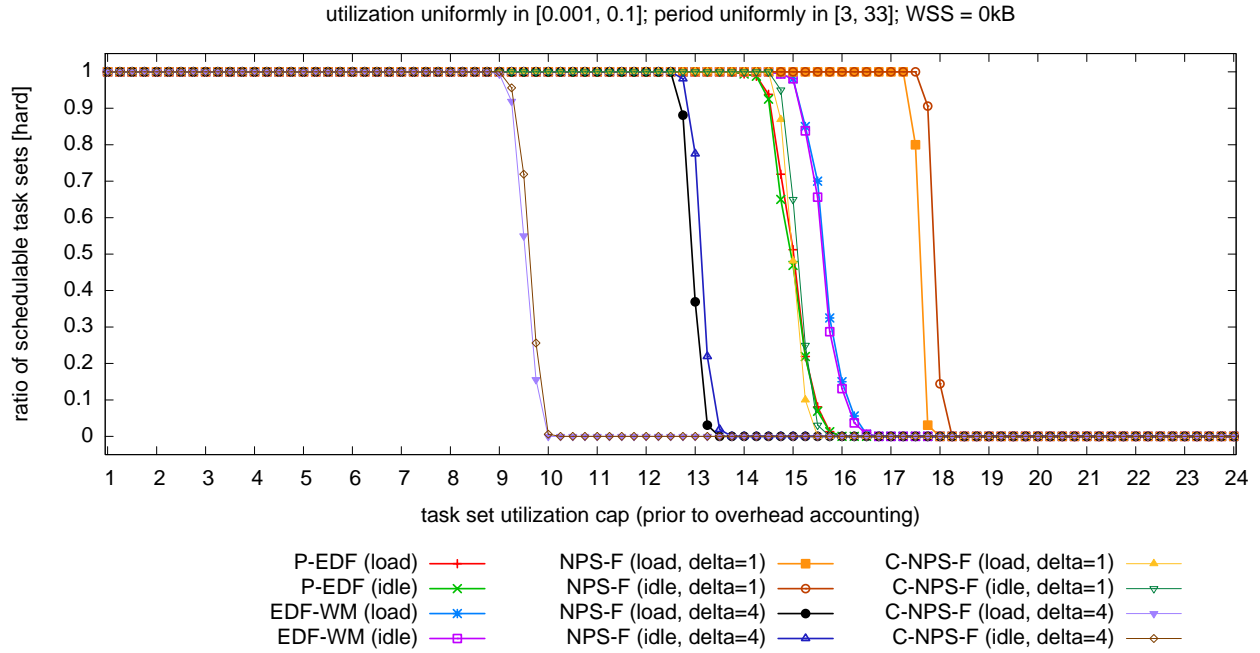 utilization uniformly in [0.001, 0.1]; period uniformly in [3, 33]; WSS = 0kB
ratio of schedulable task sets [hard]
1
0.9
0.8
0.7
0.6
0.5
0.4
0.3
0.2
0.1
0
1 2 3 4 5 6 7 8 9 10 11 12 13 14 15 16 17 18 19 20 21 22 23 24
task set utilization cap (prior to overhead accounting)
P-EDF (load) NPS-F (load, delta=1) C-NPS-F (load, delta=1)
P-EDF (idle) NPS-F (idle, delta=1) C-NPS-F (idle, delta=1)
EDF-WM (load) NPS-F (load, delta=4) C-NPS-F (load, delta=4)
EDF-WM (idle) NPS-F (idle, delta=4) C-NPS-F (idle, delta=4)